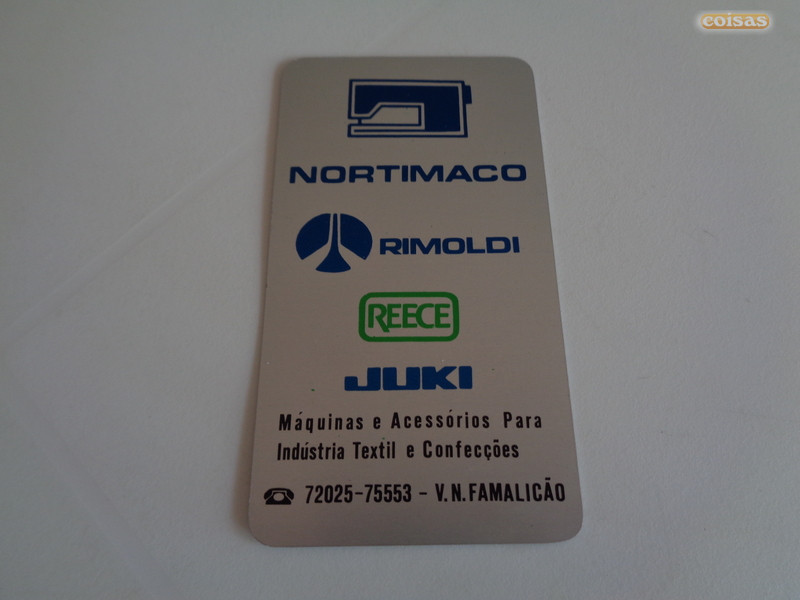 coisas
NORTIMACO
RIMOLDI
REECE
JUKI
Máquinas e Acessórios Para
Indústria Textil e Confecções
72025-75553 - V.N.FAMALICÃO